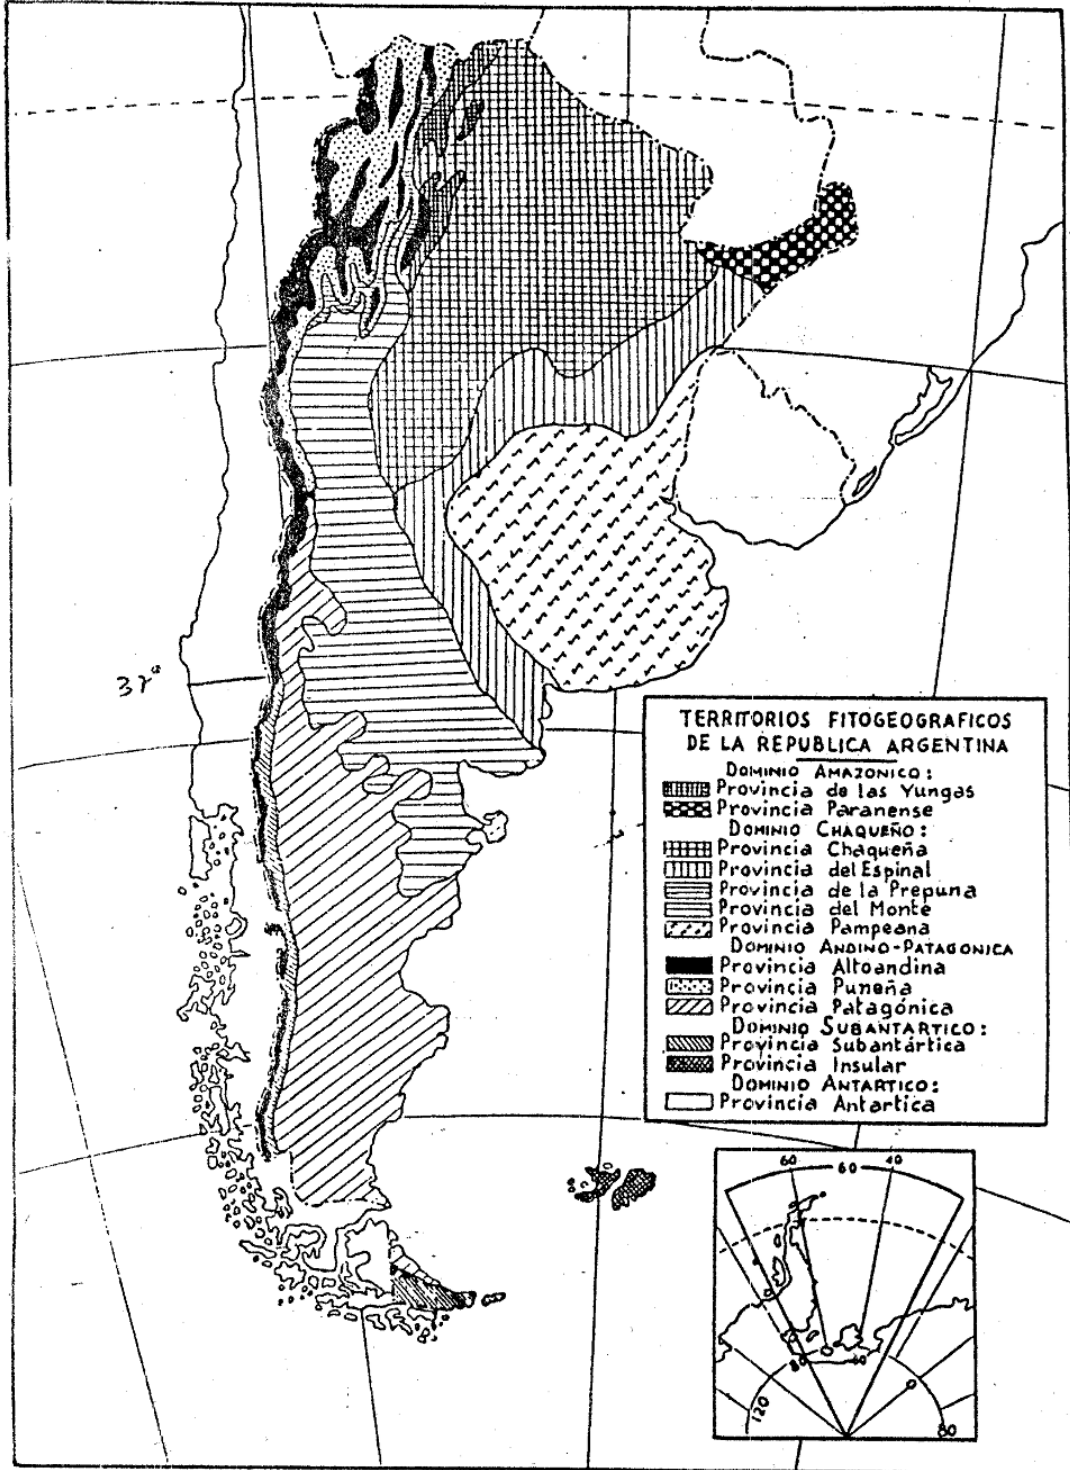 37°
TERRITORIOS FITOGEOGRAFICOS
DE LA REPUBLICA ARGENTINA
DOMINIO AMAZONICO:
Provincia de las Yungas
Provincia Paranense
DOMINIO CHAQUEÑO:
Provincia Chaqueña
Provincia del Espinal
Provincia de la Prepuna
Provincia del Monte
Provincia Pampeana
DOMINIO ANDINO-PATAGONICA
Provincia Altoandina
Provincia Puneña
Provincia Patagónica
DOMINIO SUBANTARTICO:
Provincia Subantártica
Provincia Insular
DOMINIO ANTARTICO:
Provincia Antartica
60 60 40
80 40
120 80